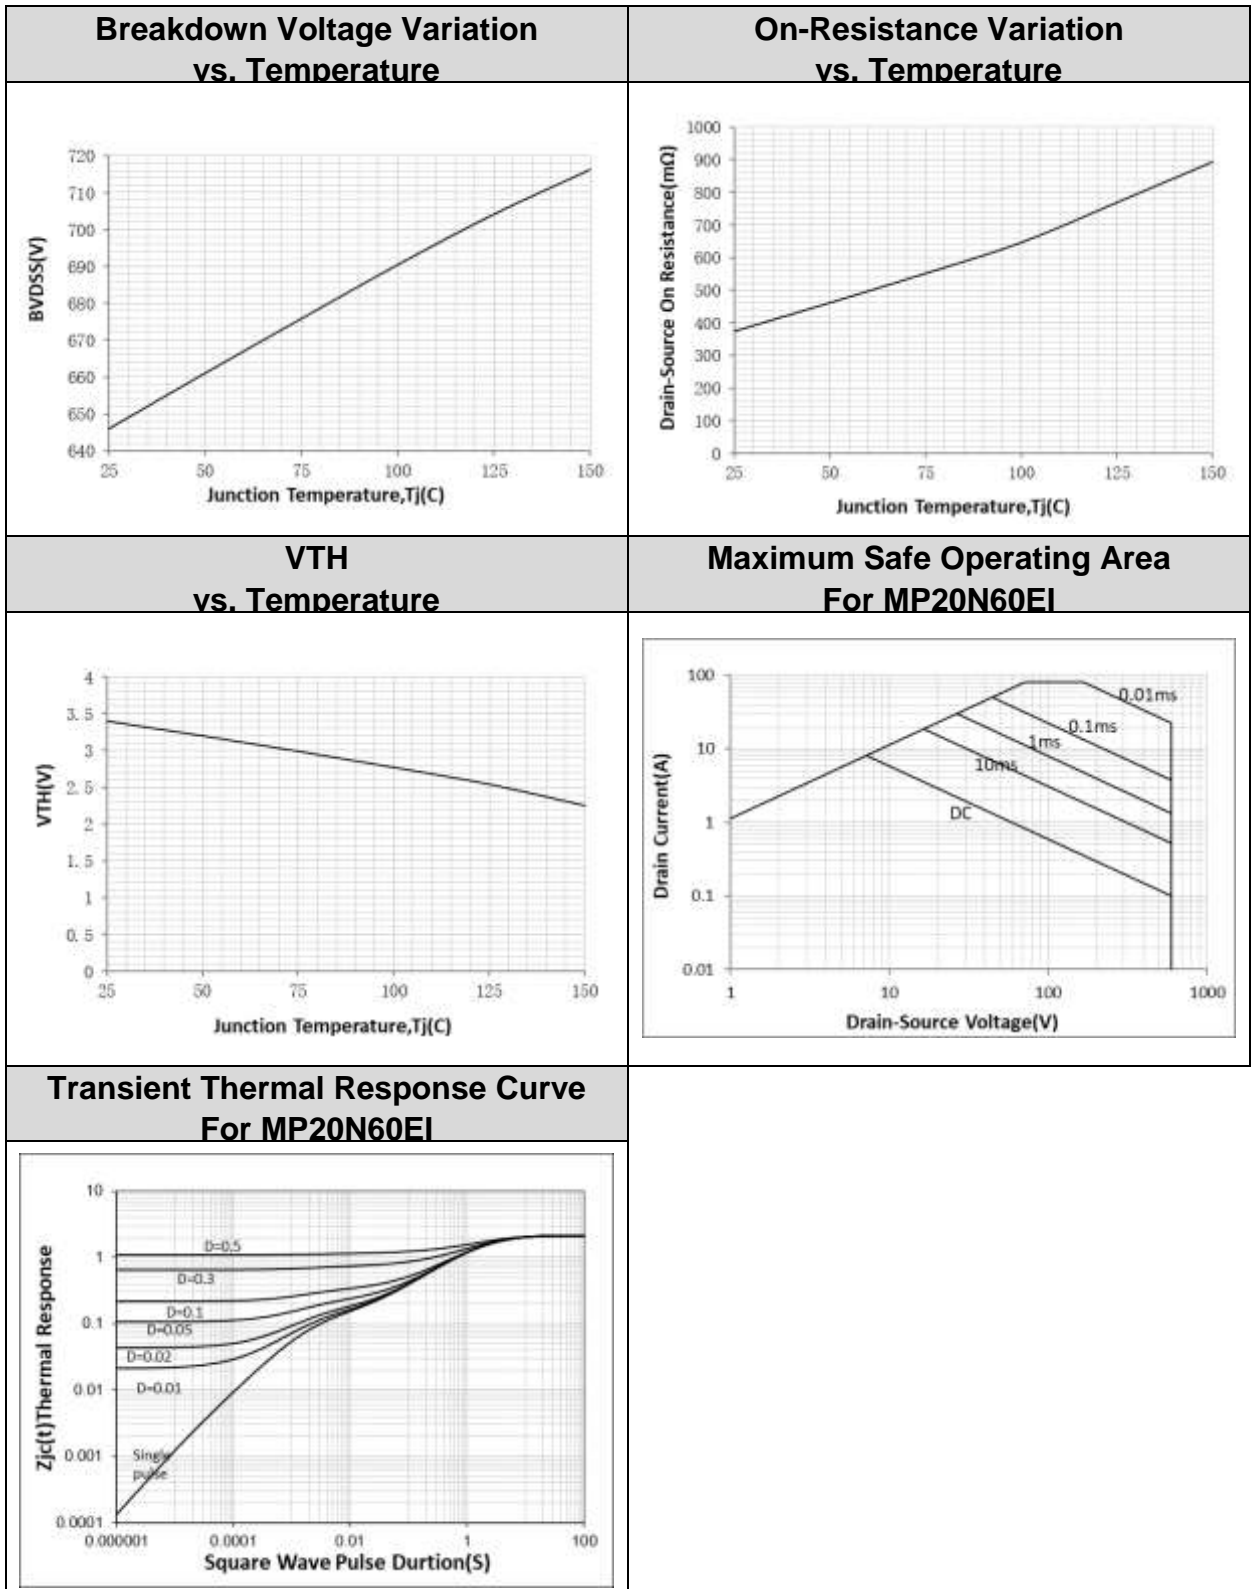 Breakdown Voltage Variation
vs. Temperature
On-Resistance Variation
vs. Temperature
720
710
700
690
680
670
660
650
640
BVDSS(V)
25 50 75 100 125 150
Junction Temperature,Tj(C)
1000
900
800
700
600
500
400
300
200
100
0
Drain-Source On Resistance(mΩ)
25 50 75 100 125 150
Junction Temperature,Tj(C)
VTH
vs. Temperature
Maximum Safe Operating Area
For MP20N60EI
4
3.5
3
2.5
2
1.5
1
0.5
0
VTH(V)
25 50 75 100 125 150
Junction Temperature,Tj(C)
100
10
1
0.1
0.01
Drain Current(A)
0.01ms
0.1ms
1ms
10ms
DC
1 10 100 1000
Drain-Source Voltage(V)
Transient Thermal Response Curve
For MP20N60EI
10
1
0.1
0.01
0.001
0.0001
Zjc(t)Thermal Response
D=0.5
D=0.3
D=0.1
D=0.05
D=0.02
D=0.01
Single
pulse
0.000001 0.0001 0.01 1 100
Square Wave Pulse Durtion(S)